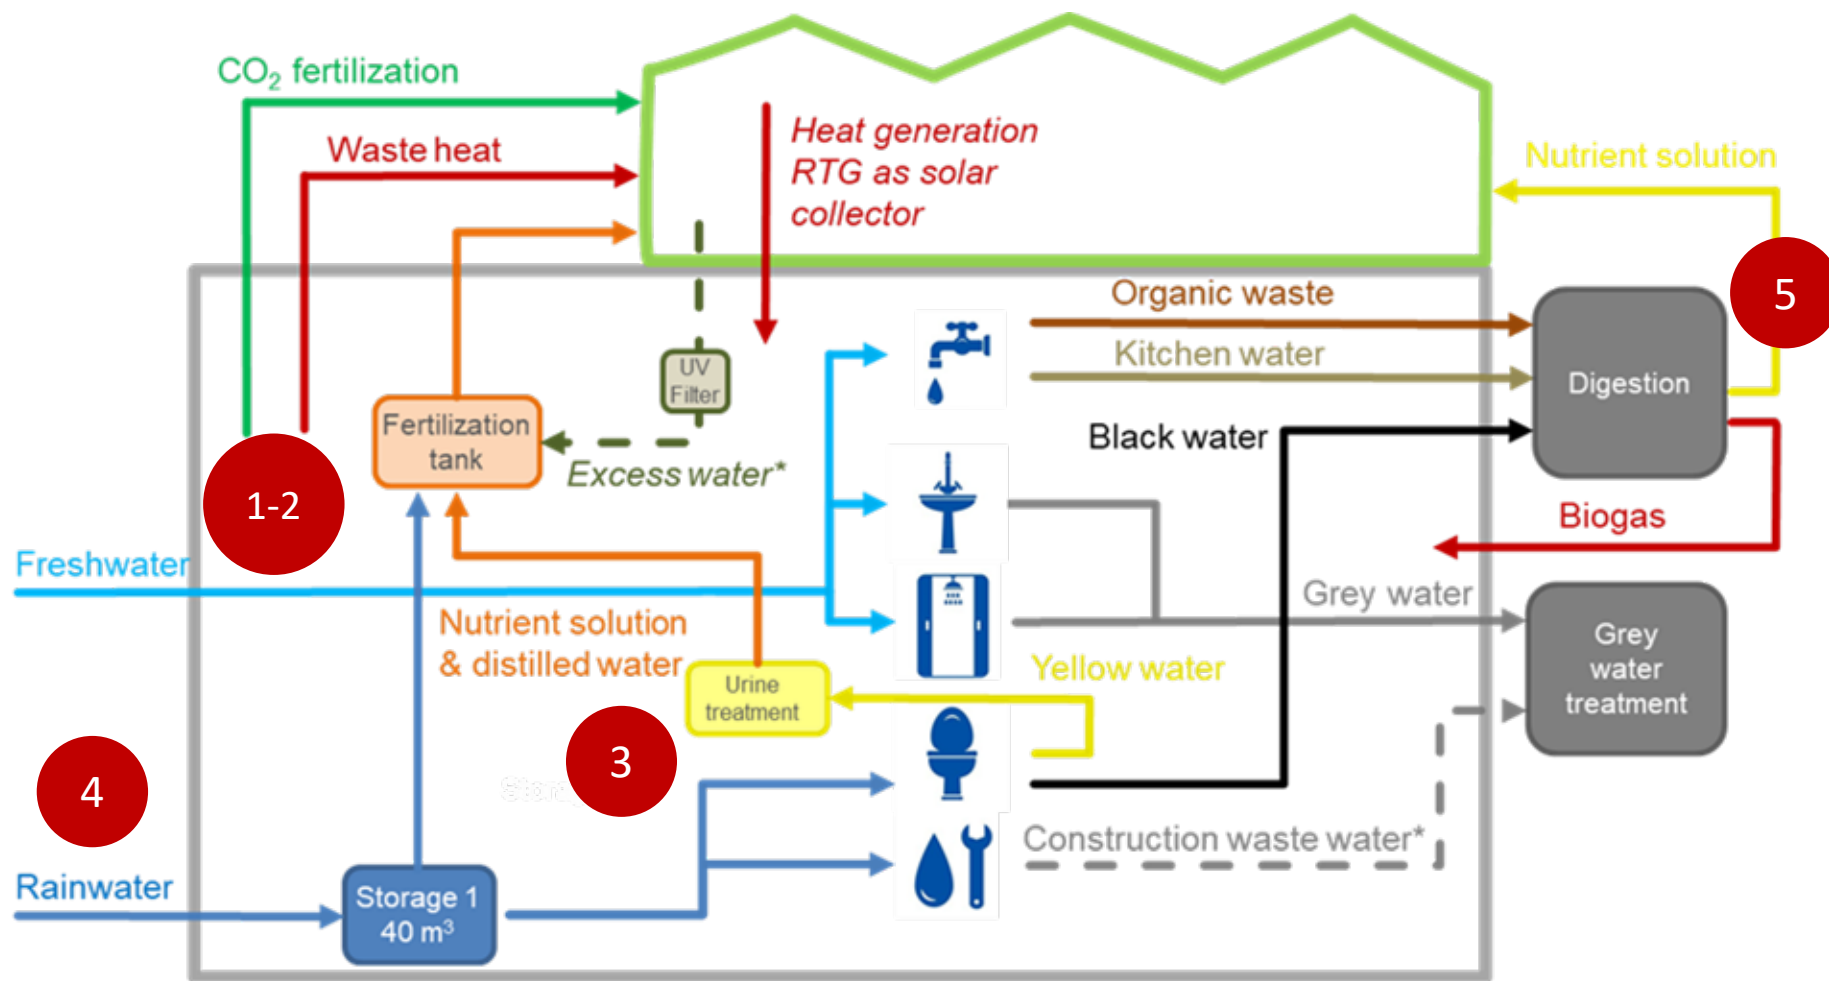 CO₂ fertilization
Waste heat
Heat generation
RTG as solar
collector
Nutrient solution
5
Organic waste
Kitchen water
Digestion
UV
Filter
Fertilization
tank
Black water
Excess water*
1-2
Biogas
Freshwater
Grey water
Nutrient solution
& distilled water
Grey
water
treatment
Yellow water
Urine
treatment
3
4
Construction waste water*
Rainwater
Storage 1
40 m³